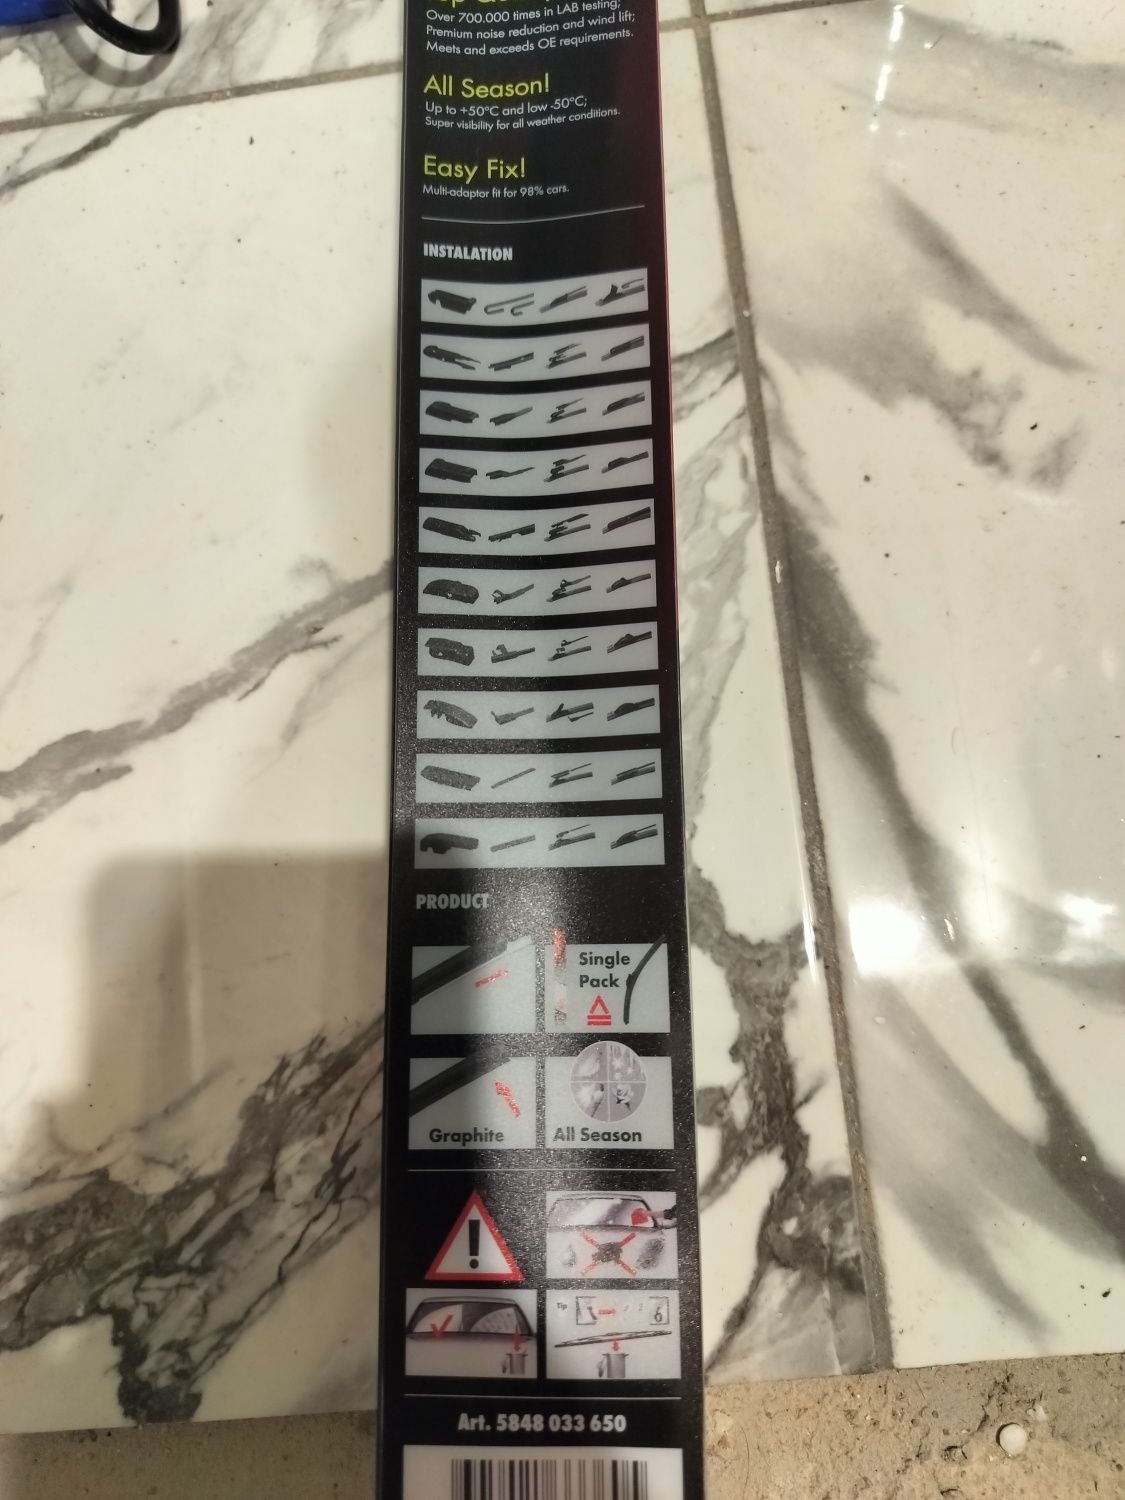 Over 700.000 times in LAB testing;
Premium noise reduction and wind lift;
Meets and exceeds OE requirements.
All Season!
Up to +50°C and low -50°C;
Super visibility for all weather conditions.
Easy Fix!
Multi-adaptor fit for 98% cars.
INSTALATION
PRODUCT
Single
Pack
Graphite
All Season
Tip
Art. 5848 033 650